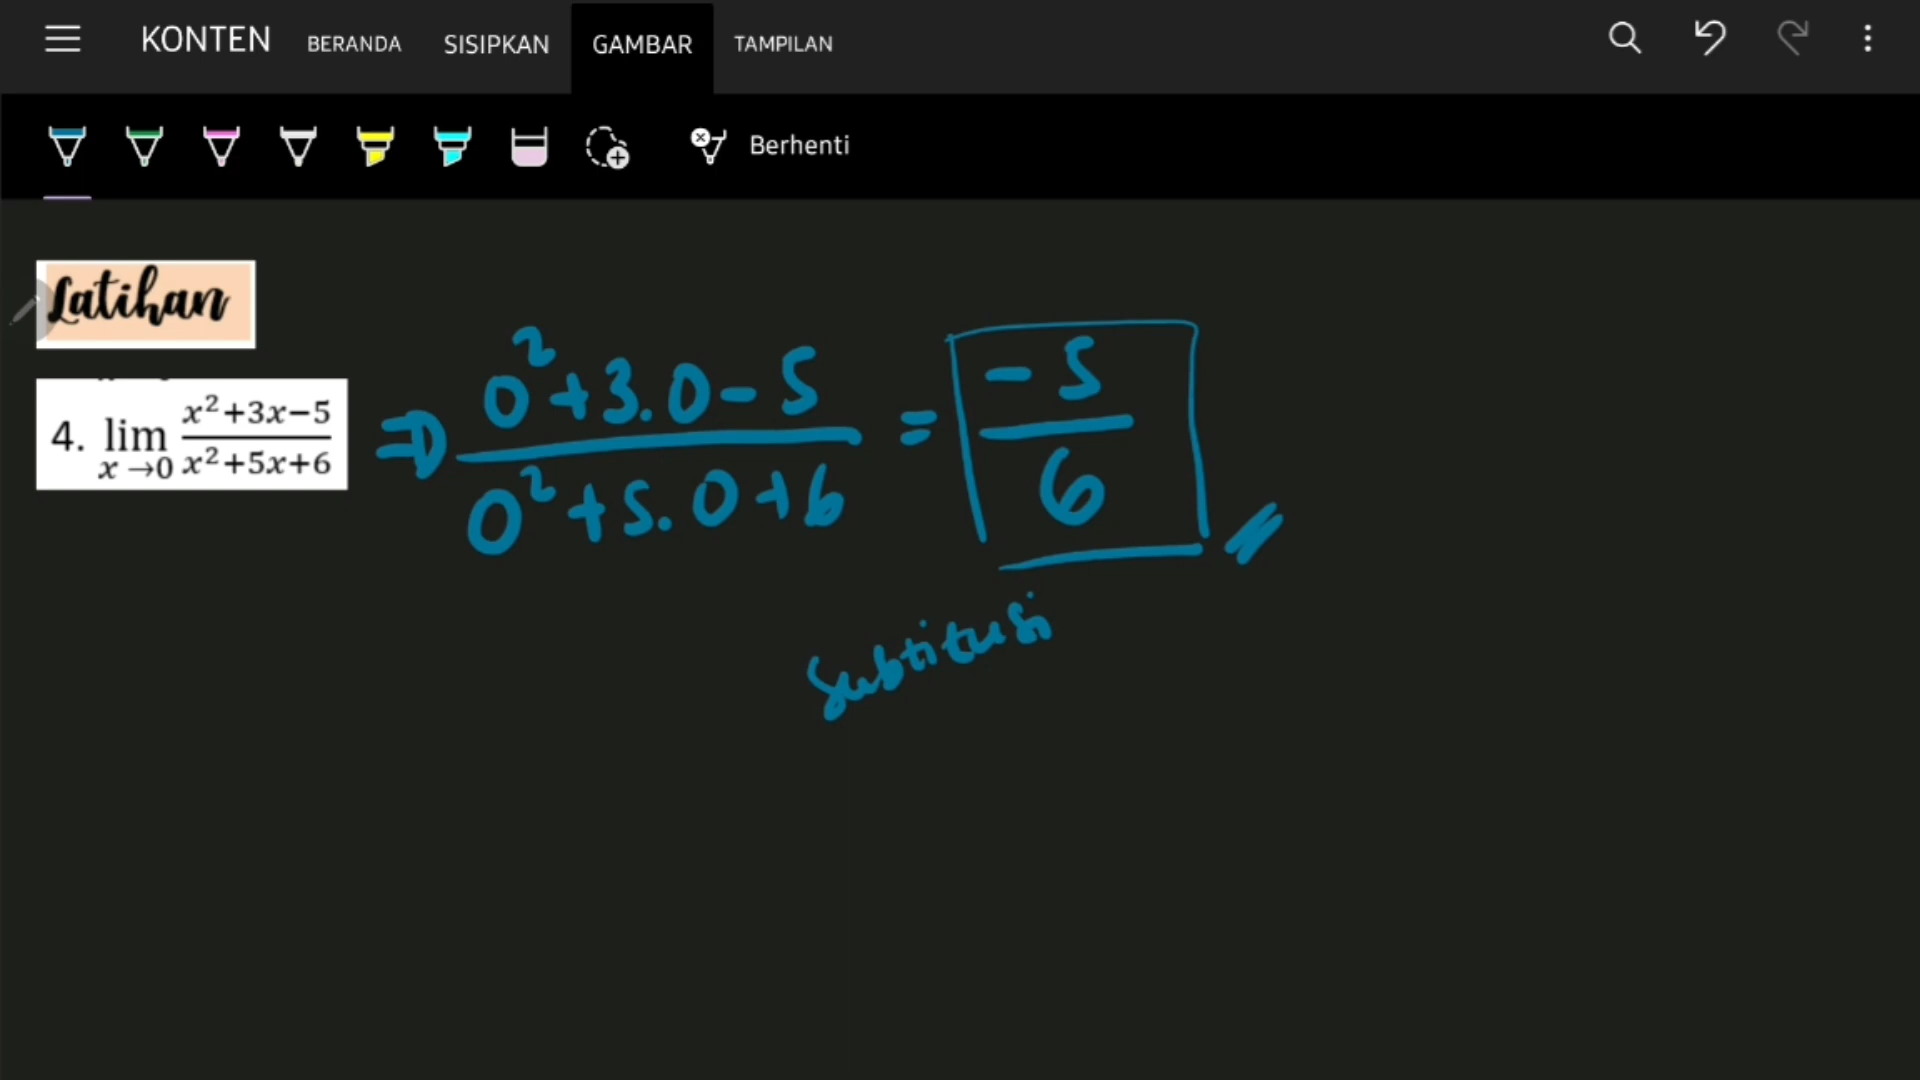 KONTEN BERANDA SISIPKAN GAMBAR TAMPILAN
Berhenti
Latihan
4. lim x→0 x²+3x−5 / x²+5x+6
⇒ 0²+3.0−5 / 0²+5.0+6 = −5 / 6
Subtitusi